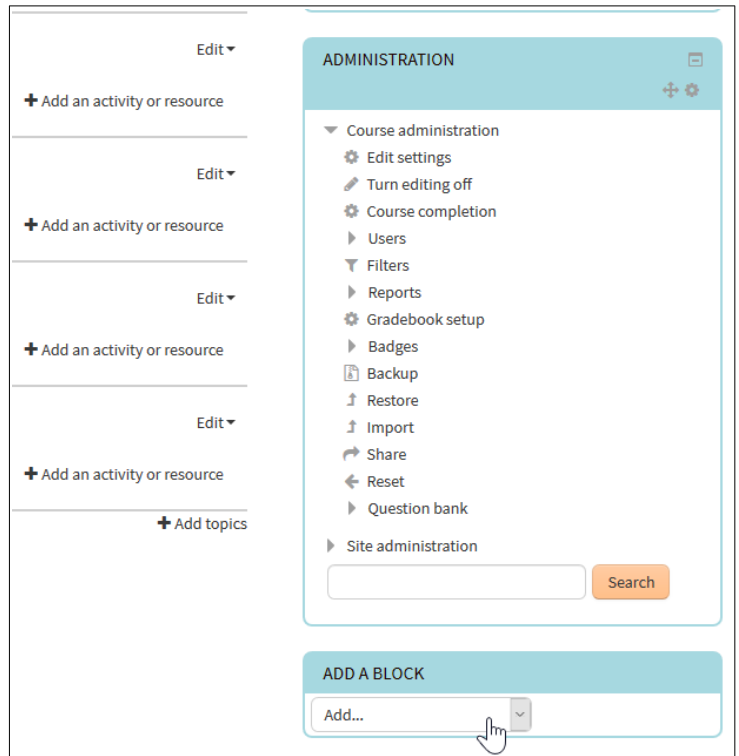 Edit
Add an activity or resource
Edit
Add an activity or resource
Edit
Add an activity or resource
Edit
Add an activity or resource
Add topics
ADMINISTRATION
Course administration
Edit settings
Turn editing off
Course completion
Users
Filters
Reports
Gradebook setup
Badges
Backup
Restore
Import
Share
Reset
Question bank
Site administration
Search
ADD A BLOCK
Add...